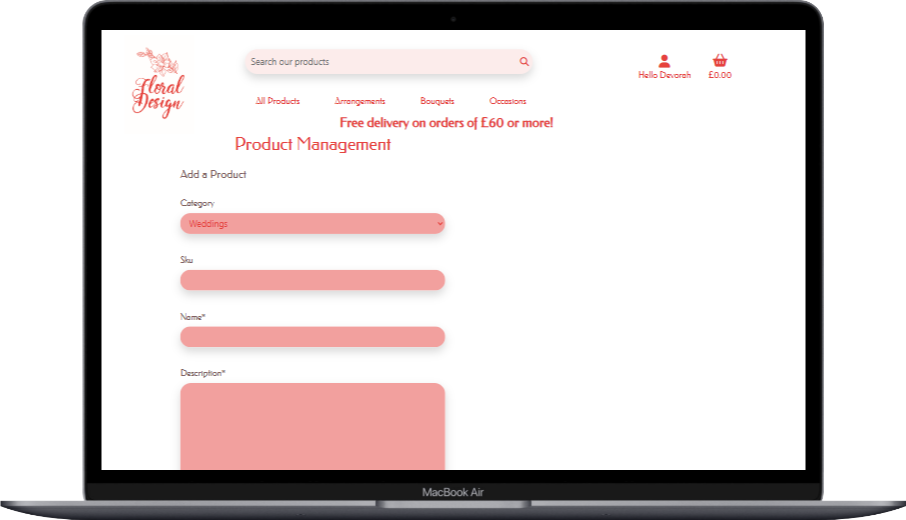 Floral
Design
Search our products
Hello Devorah
£0.00
All Products
Arrangements
Bouquets
Occasions
Free delivery on orders of £60 or more!
Product Management
Add a Product
Category
Weddings
Sku
Name*
Description*
MacBook Air